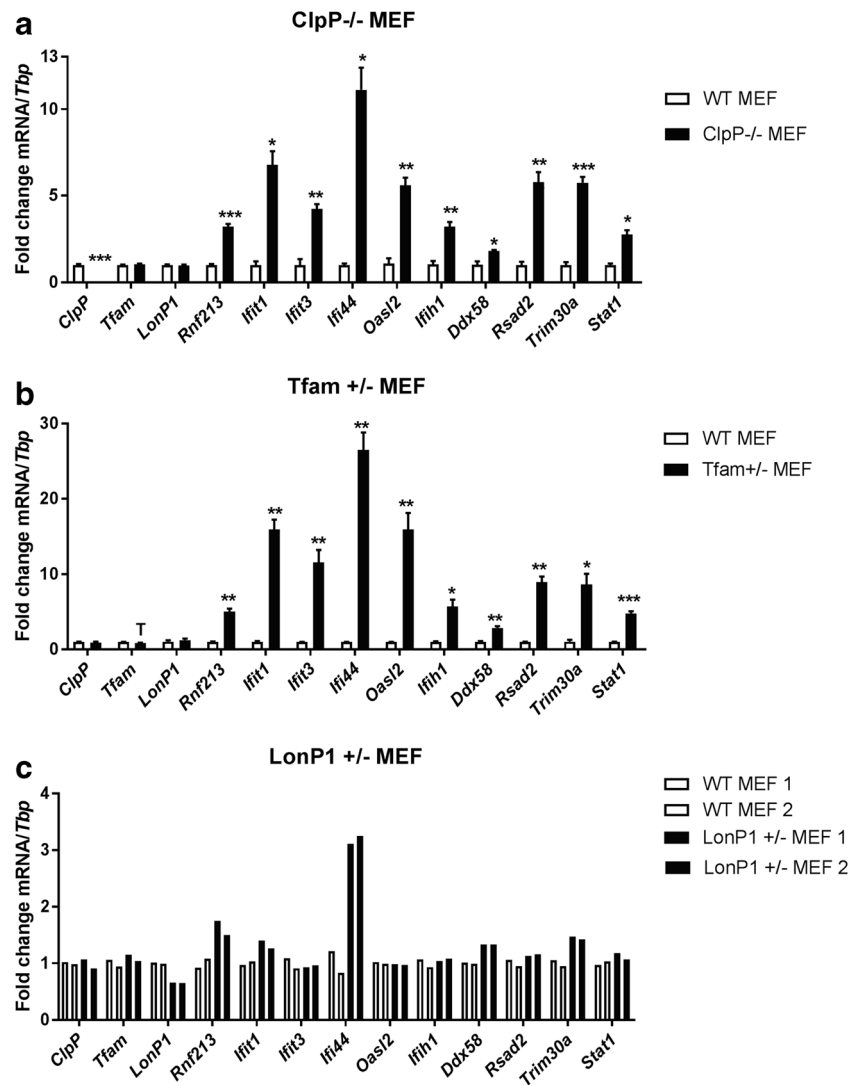 a
ClpP-/- MEF
Fold change mRNA/Tbp
13
10
5
0
*** *** * ** * ** ** * ** *** *
ClpP Tfam LonP1 Rnf213 Ifit1 Ifit3 Ifi44 Oasl2 Ifih1 Ddx58 Rsad2 Trim30a Stat1
WT MEF
ClpP-/- MEF
b
Tfam +/- MEF
Fold change mRNA/Tbp
30
20
10
0
T ** ** ** ** ** * ** ** * ***
ClpP Tfam LonP1 Rnf213 Ifit1 Ifit3 Ifi44 Oasl2 Ifih1 Ddx58 Rsad2 Trim30a Stat1
WT MEF
Tfam+/- MEF
c
LonP1 +/- MEF
Fold change mRNA/Tbp
4
3
2
1
0
ClpP Tfam LonP1 Rnf213 Ifit1 Ifit3 Ifi44 Oasl2 Ifih1 Ddx58 Rsad2 Trim30a Stat1
WT MEF 1
WT MEF 2
LonP1 +/- MEF 1
LonP1 +/- MEF 2